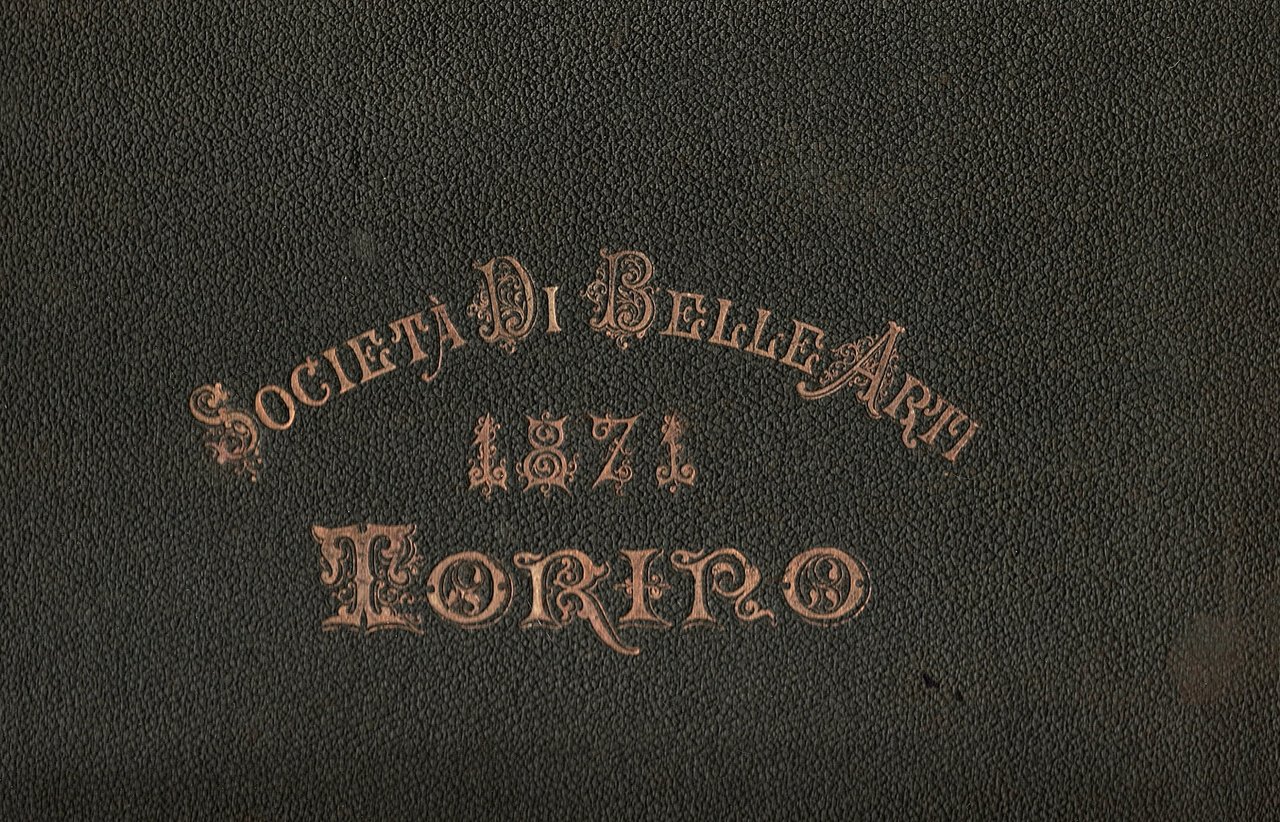 Società Di Belle Arti
1871
Torino